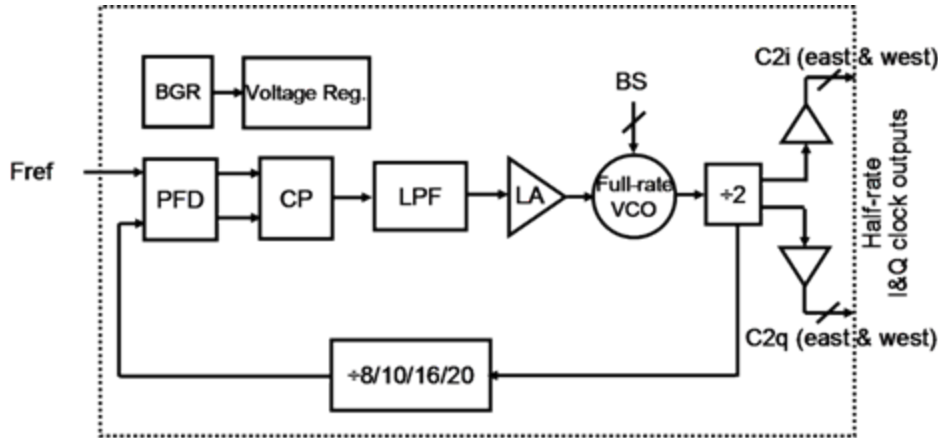 C2i (east & west)
BS
BGR
Voltage Reg.
Fref
PFD
CP
LPF
LA
Full-rate
VCO
÷2
Half-rate
I&Q clock outputs
C2q (east & west)
÷8/10/16/20